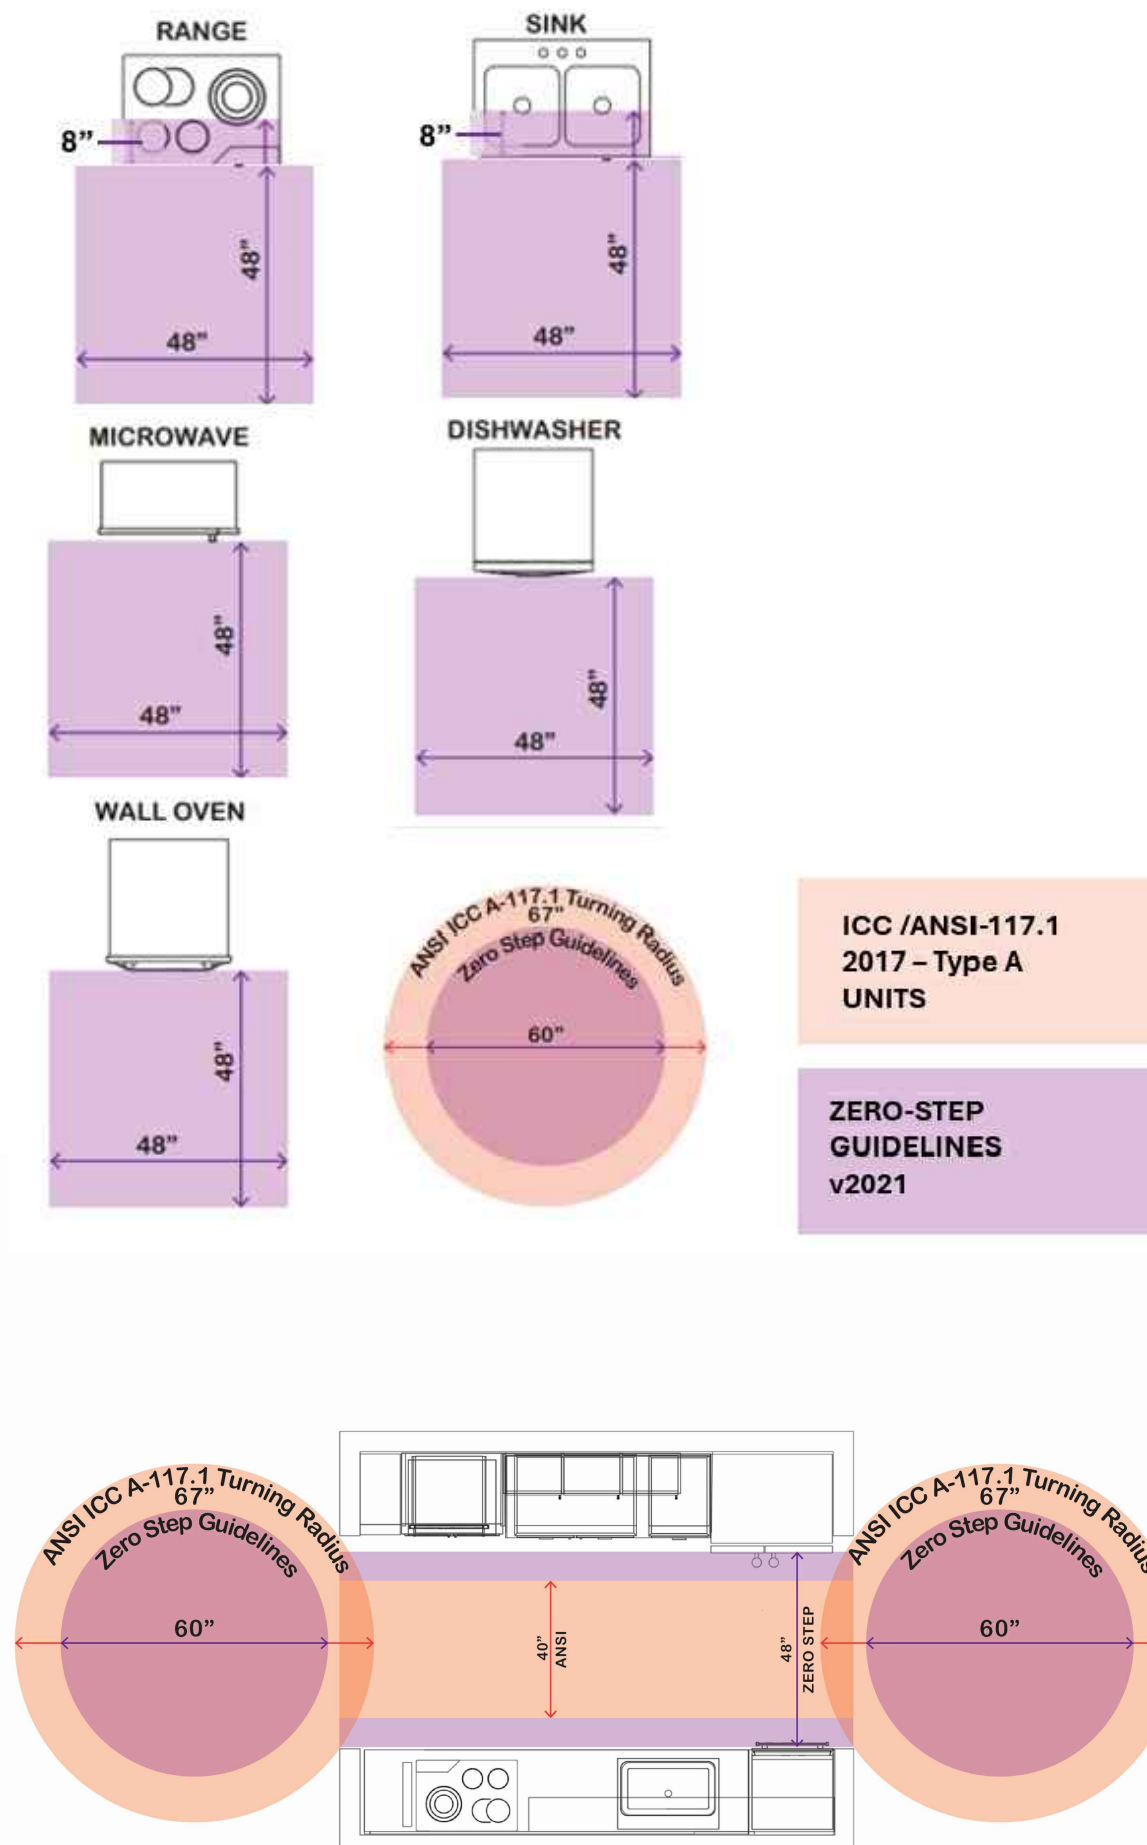 RANGE
SINK
8”
8”
48”
48”
48”
48”
MICROWAVE
DISHWASHER
48”
48”
48”
48”
WALL OVEN
48”
48”
ANSI ICC A-117.1 Turning Radius
67”
Zero Step Guidelines
60”
ICC /ANSI-117.1
2017 – Type A
UNITS
ZERO-STEP
GUIDELINES
v2021
ANSI ICC A-117.1 Turning Radius
67”
Zero Step Guidelines
60”
40”
ANSI
48”
ZERO STEP
ANSI ICC A-117.1 Turning Radius
67”
Zero Step Guidelines
60”